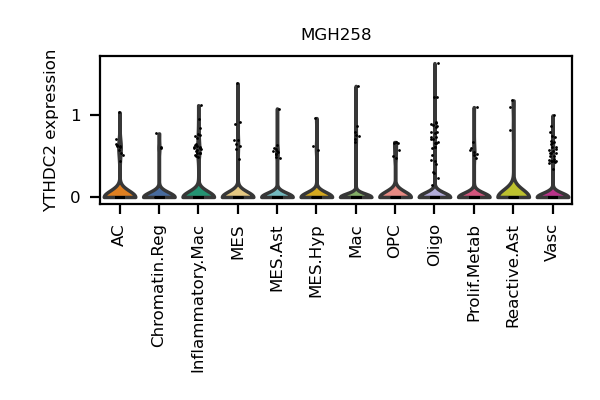 MGH258
YTHDC2 expression
1
0
AC
Chromatin.Reg
Inflammatory.Mac
MES
MES.Ast
MES.Hyp
Mac
OPC
Oligo
Prolif.Metab
Reactive.Ast
Vasc